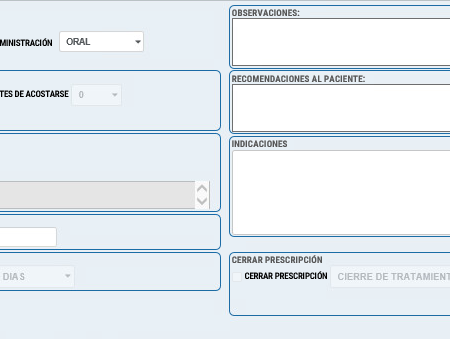 MINISTRACIÓN ORAL
TES DE ACOSTARSE 0
DIAS
OBSERVACIONES:
RECOMENDACIONES AL PACIENTE:
INDICACIONES
CERRAR PRESCRIPCIÓN
CERRAR PRESCRIPCIÓN CIERRE DE TRATAMIENT